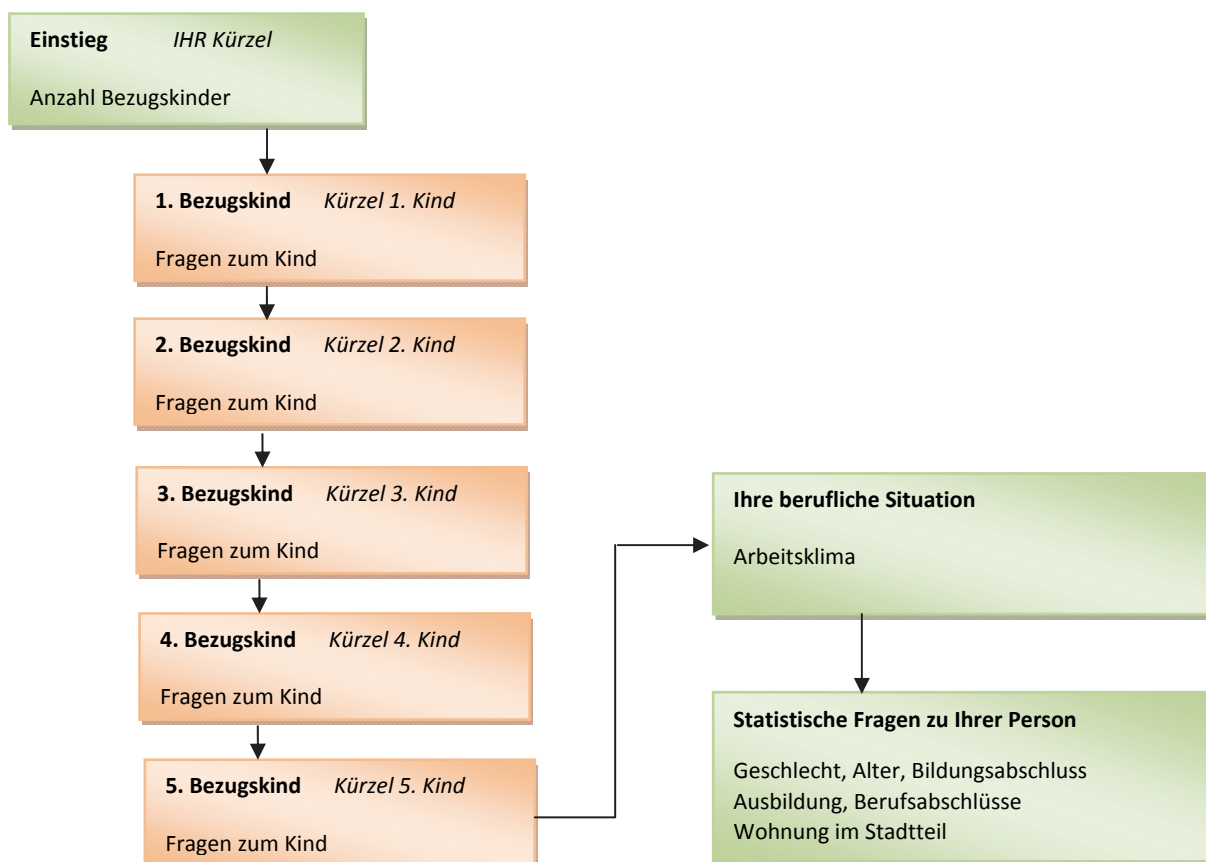 Einstieg IHR Kürzel
Anzahl Bezugskinder
1. Bezugskind Kürzel 1. Kind
Fragen zum Kind
2. Bezugskind Kürzel 2. Kind
Fragen zum Kind
3. Bezugskind Kürzel 3. Kind
Fragen zum Kind
4. Bezugskind Kürzel 4. Kind
Fragen zum Kind
5. Bezugskind Kürzel 5. Kind
Fragen zum Kind
Ihre berufliche Situation
Arbeitsklima
Statistische Fragen zu Ihrer Person
Geschlecht, Alter, Bildungsabschluss
Ausbildung, Berufsabschlüsse
Wohnung im Stadtteil